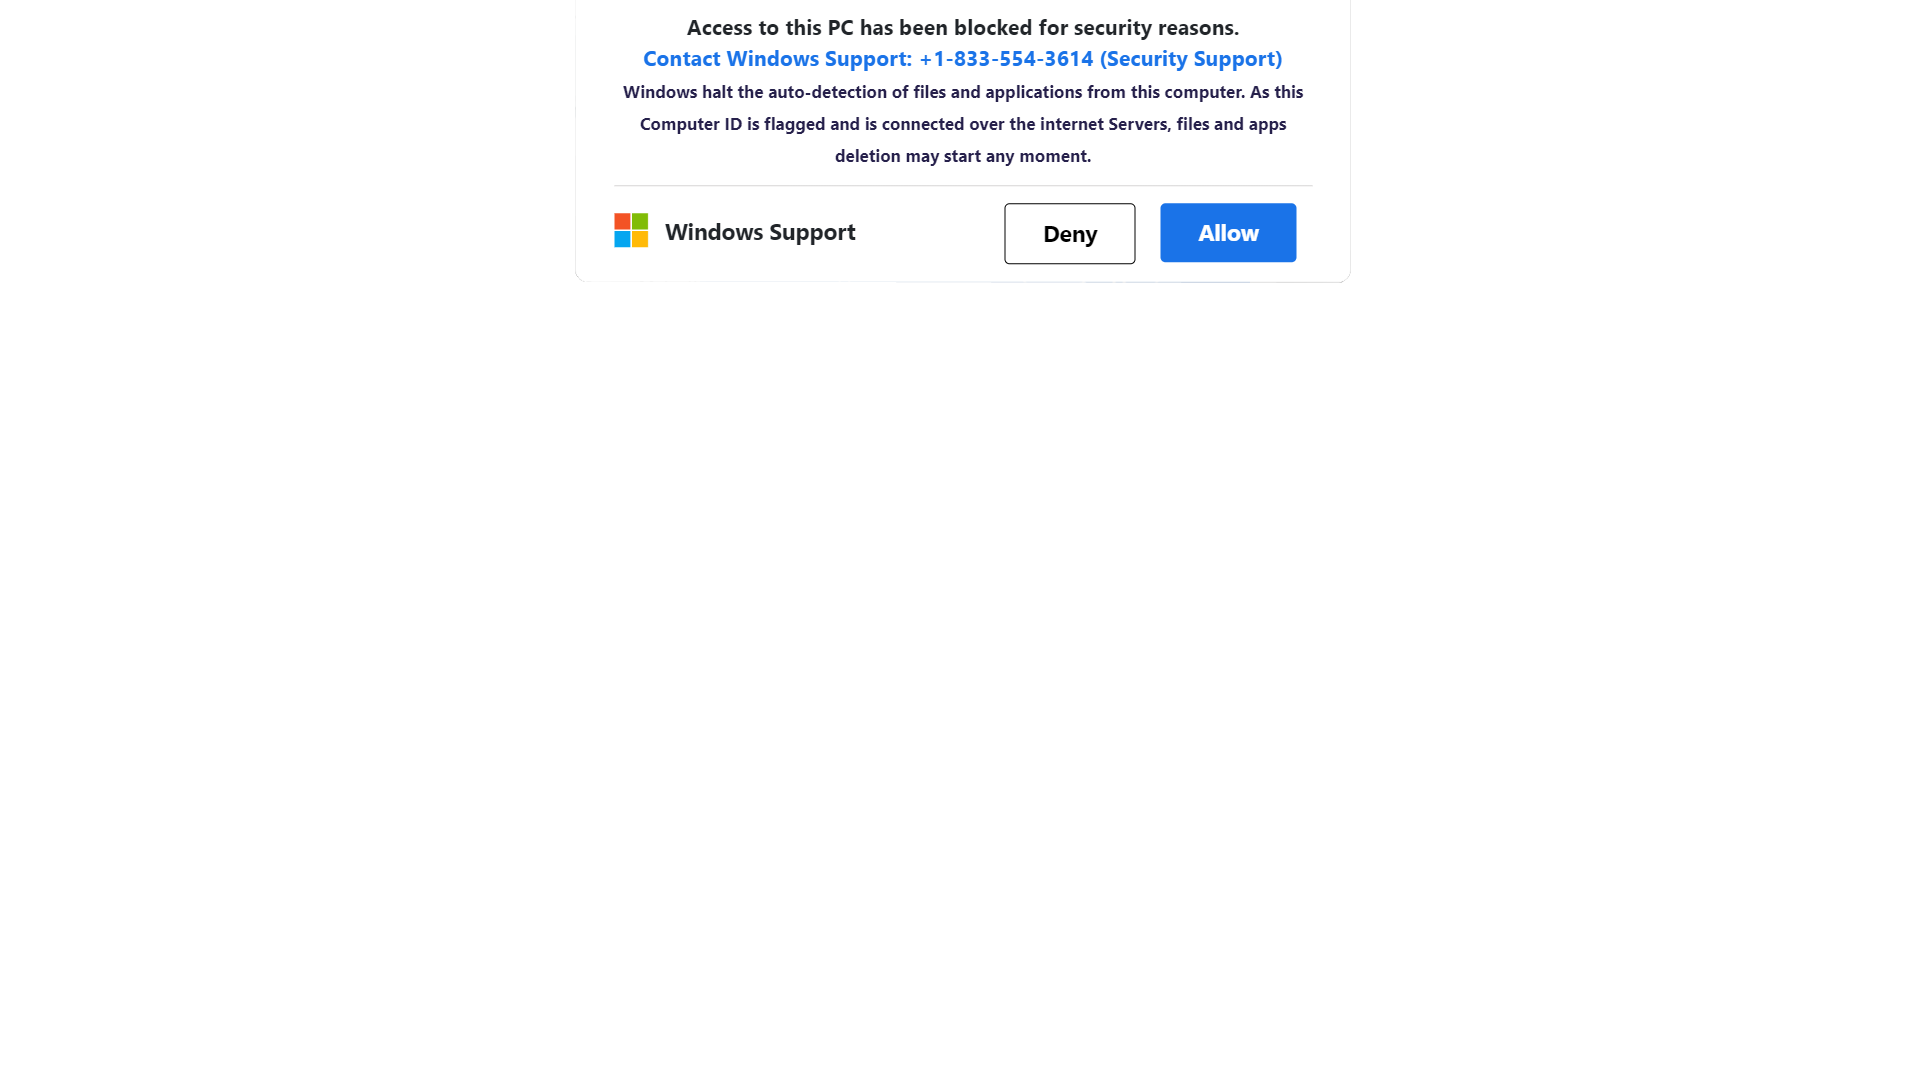 Access to this PC has been blocked for security reasons.
Contact Windows Support: +1-833-554-3614 (Security Support)
Windows halt the auto-detection of files and applications from this computer. As this
Computer ID is flagged and is connected over the internet Servers, files and apps
deletion may start any moment.
Windows Support
Deny
Allow